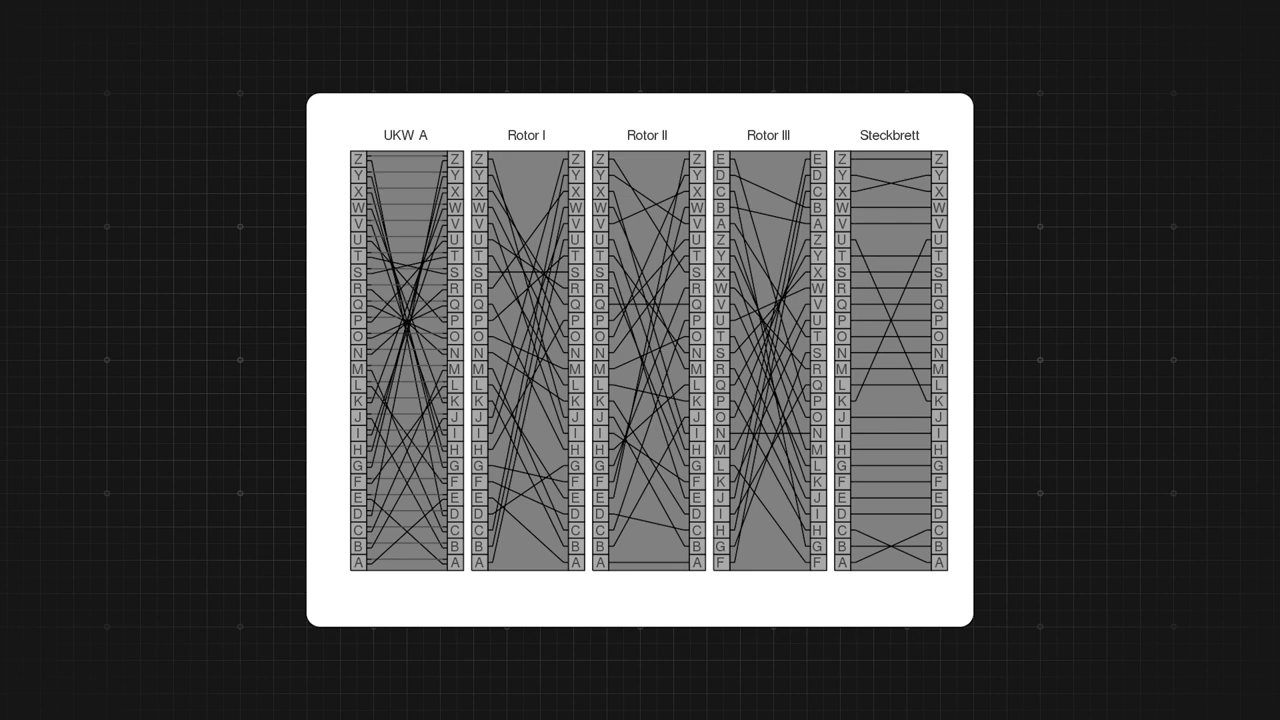 UKW A Rotor I Rotor II Rotor III Steckbrett
Z Z Z Z Z Z E E Z Z
Y Y Y Y Y Y D D Y Y
X X X X X X C C X X
W W W W W W B B W W
V V V V V V A A V V
U U U U U U Z Z U U
T T T T T T Y Y T T
S S S S S S X X S S
R R R R R R W W R R
Q Q Q Q Q Q V V Q Q
P P P P P P U U P P
O O O O O O T T O O
N N N N N N S S N N
M M M M M M R R M M
L L L L L L Q Q L L
K K K K K K P P K K
J J J J J J O O J J
I I I I I I N N I I
H H H H H H M M H H
G G G G G G L L G G
F F F F F F K K F F
E E E E E E J J E E
D D D D D D I I D D
C C C C C C H H C C
B B B B B B G G B B
A A A A A A F F A A